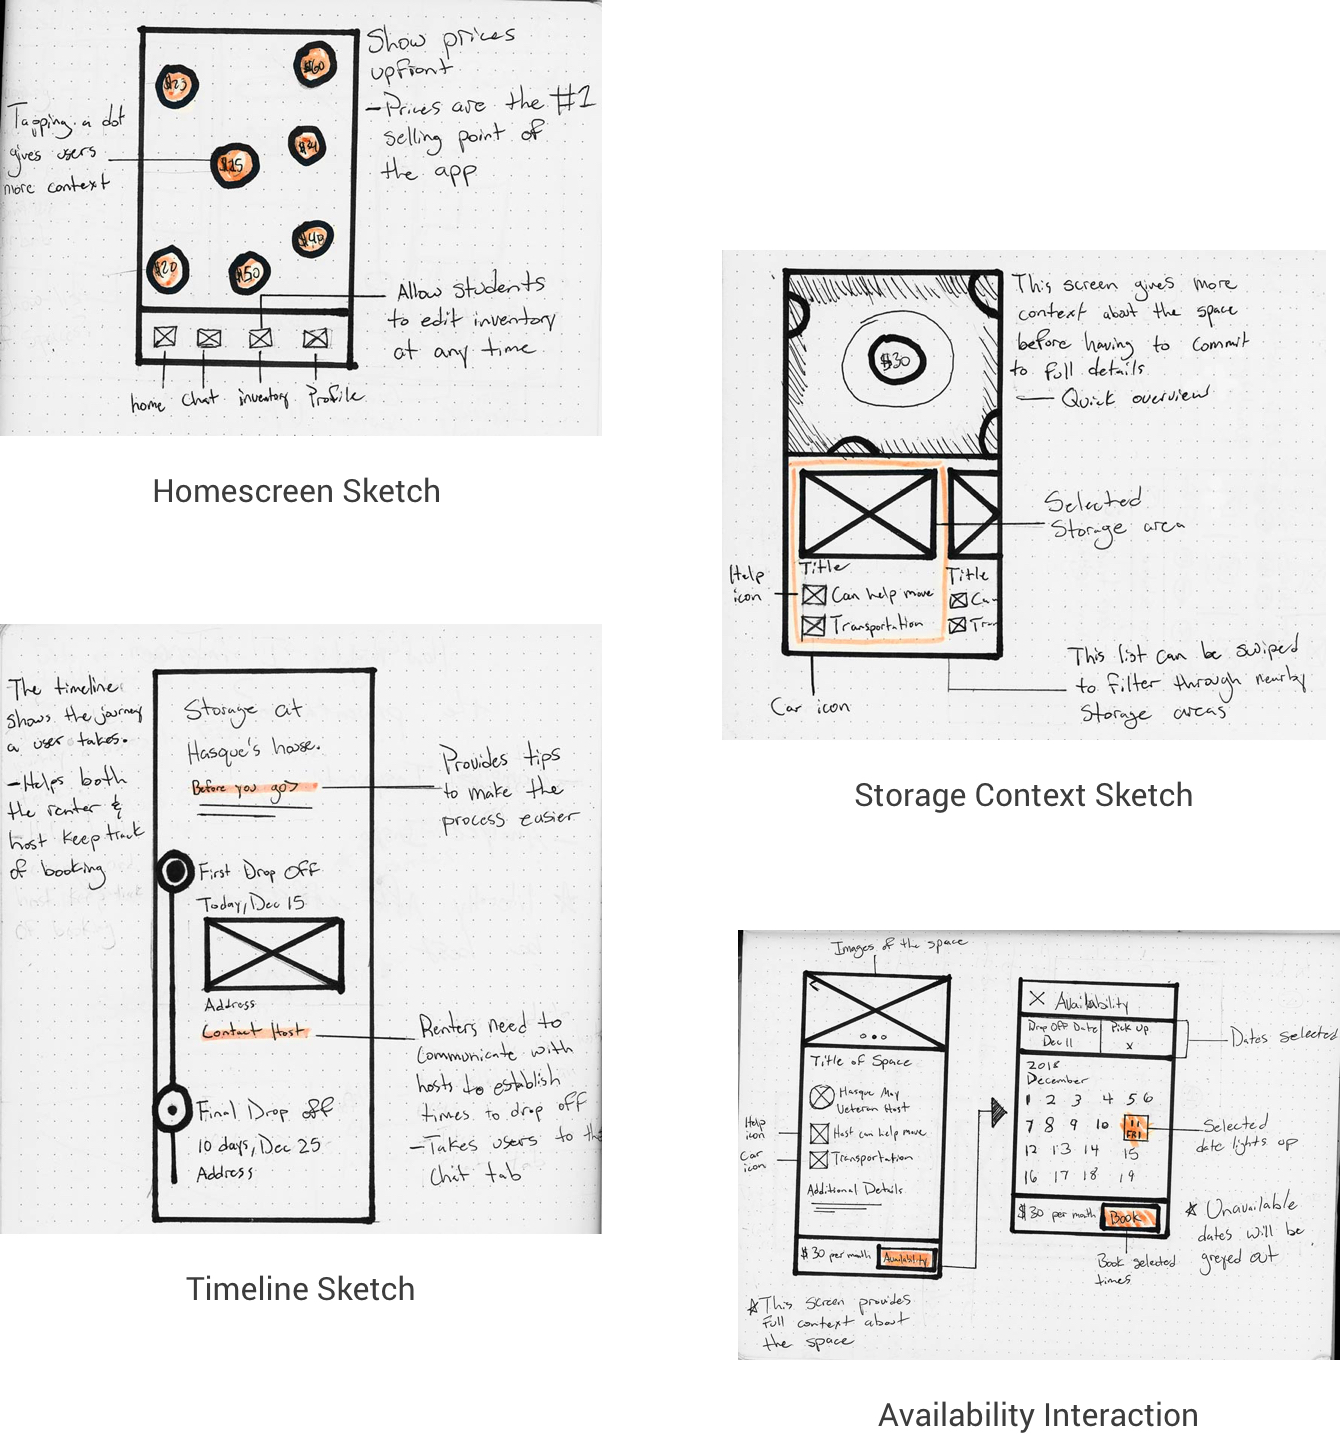 Show prices
upfront
- Prices are the #1
selling point of
the app
Tapping a dot
gives users
more context
$23
$60
$25
$34
$40
$20
$50
Allow students
to edit inventory
at any time
home
Chat
inventory
Profile
Homescreen Sketch
This screen gives more
context about the space
before having to commit
to full details
- Quick overview
$30
Selected
Storage area
Help
icon
Title
Can help move
Transportation
Title
Ca
Tra
Car icon
This list can be swiped
to filter through nearby
Storage areas
Storage Context Sketch
The timeline
shows the journey
a user takes.
- Helps both
the renter &
host keep track
of booking
Storage at
Hasque's house.
Before you go>
Provides tips
to make the
process easier
First Drop Off
Today, Dec 15
Address
Contact Host
Renters need to
communicate with
hosts to establish
times to drop off
- Takes users to the
Chat tab
Final Drop off
10 days, Dec 25
Address
Timeline Sketch
Images of the space
Title of Space
Hasque May
Veteran Host
Help
icon
Host can help move
Car
icon
Transportation
Additional Details
$30 per month
Availability
*This Screen provides
full context about
the space
X Availability
Drop Off Date
Dec 11
Pick Up
x
Dates selected
2018
December
1 2 3 4 5 6
7 8 9 10 11
FRI
12 13 14 15
16 17 18 19
Selected
date lights up
$30 per month
Book
Book selected
times
* Unavailable
dates will be
greyed out
Availability Interaction